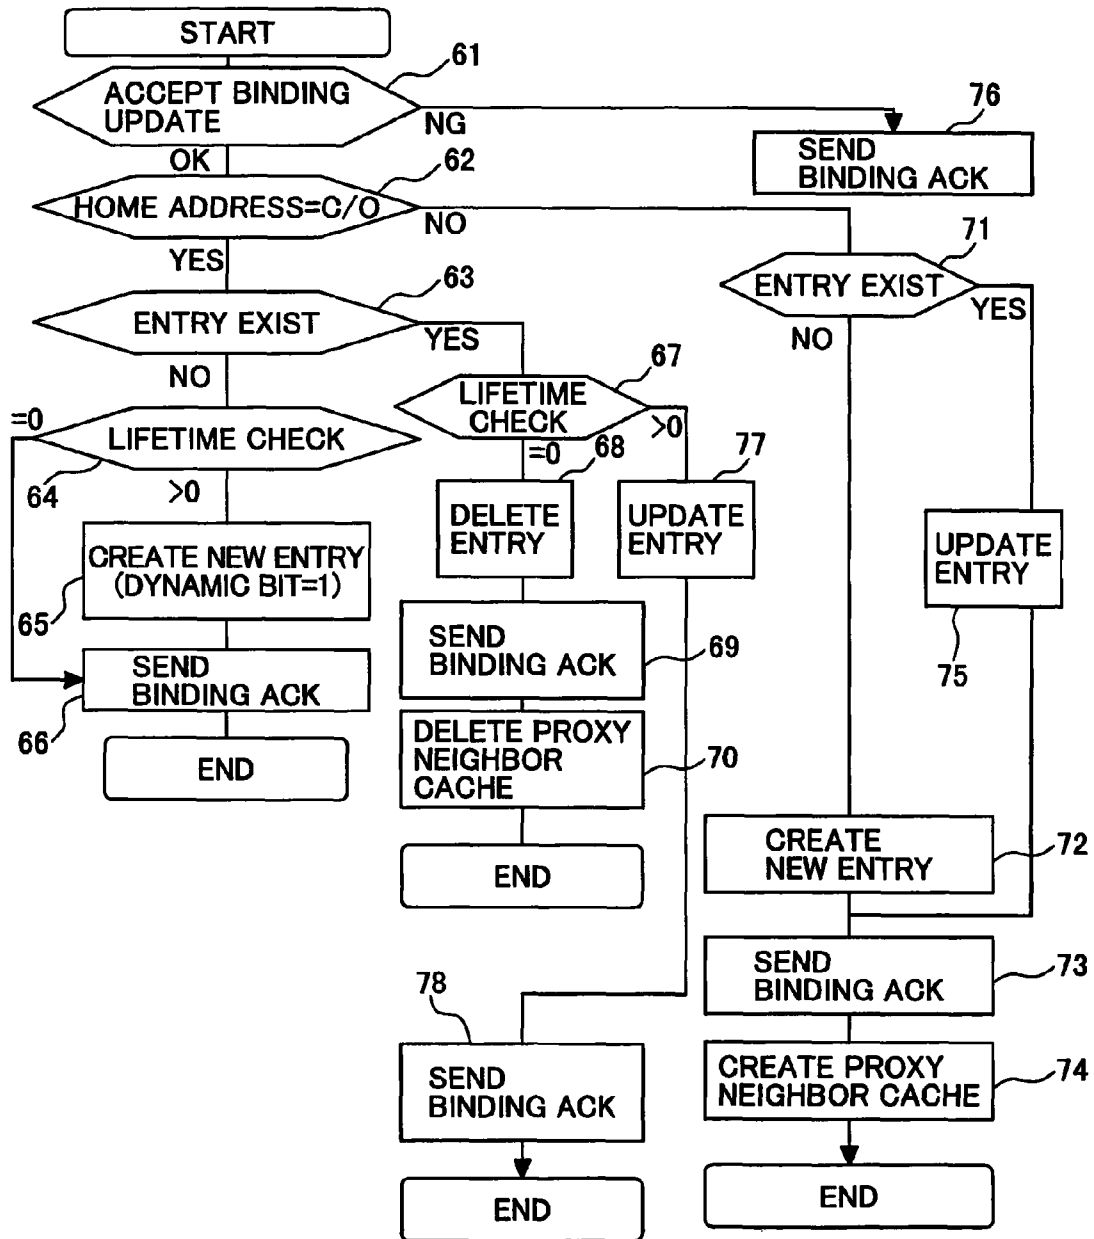 START
61
ACCEPT BINDING
UPDATE
NG
76
SEND
BINDING ACK
OK
62
HOME ADDRESS=C/O
NO
YES
71
ENTRY EXIST
YES
NO
63
ENTRY EXIST
YES
NO
67
LIFETIME
CHECK
>0
=0
=0
LIFETIME CHECK
64
>0
68
DELETE
ENTRY
77
UPDATE
ENTRY
UPDATE
ENTRY
75
CREATE NEW ENTRY
(DYNAMIC BIT=1)
65
SEND
BINDING ACK
66
END
SEND
BINDING ACK
69
DELETE PROXY
NEIGHBOR
CACHE
70
END
CREATE
NEW ENTRY
72
SEND
BINDING ACK
73
78
SEND
BINDING ACK
END
CREATE PROXY
NEIGHBOR CACHE
74
END